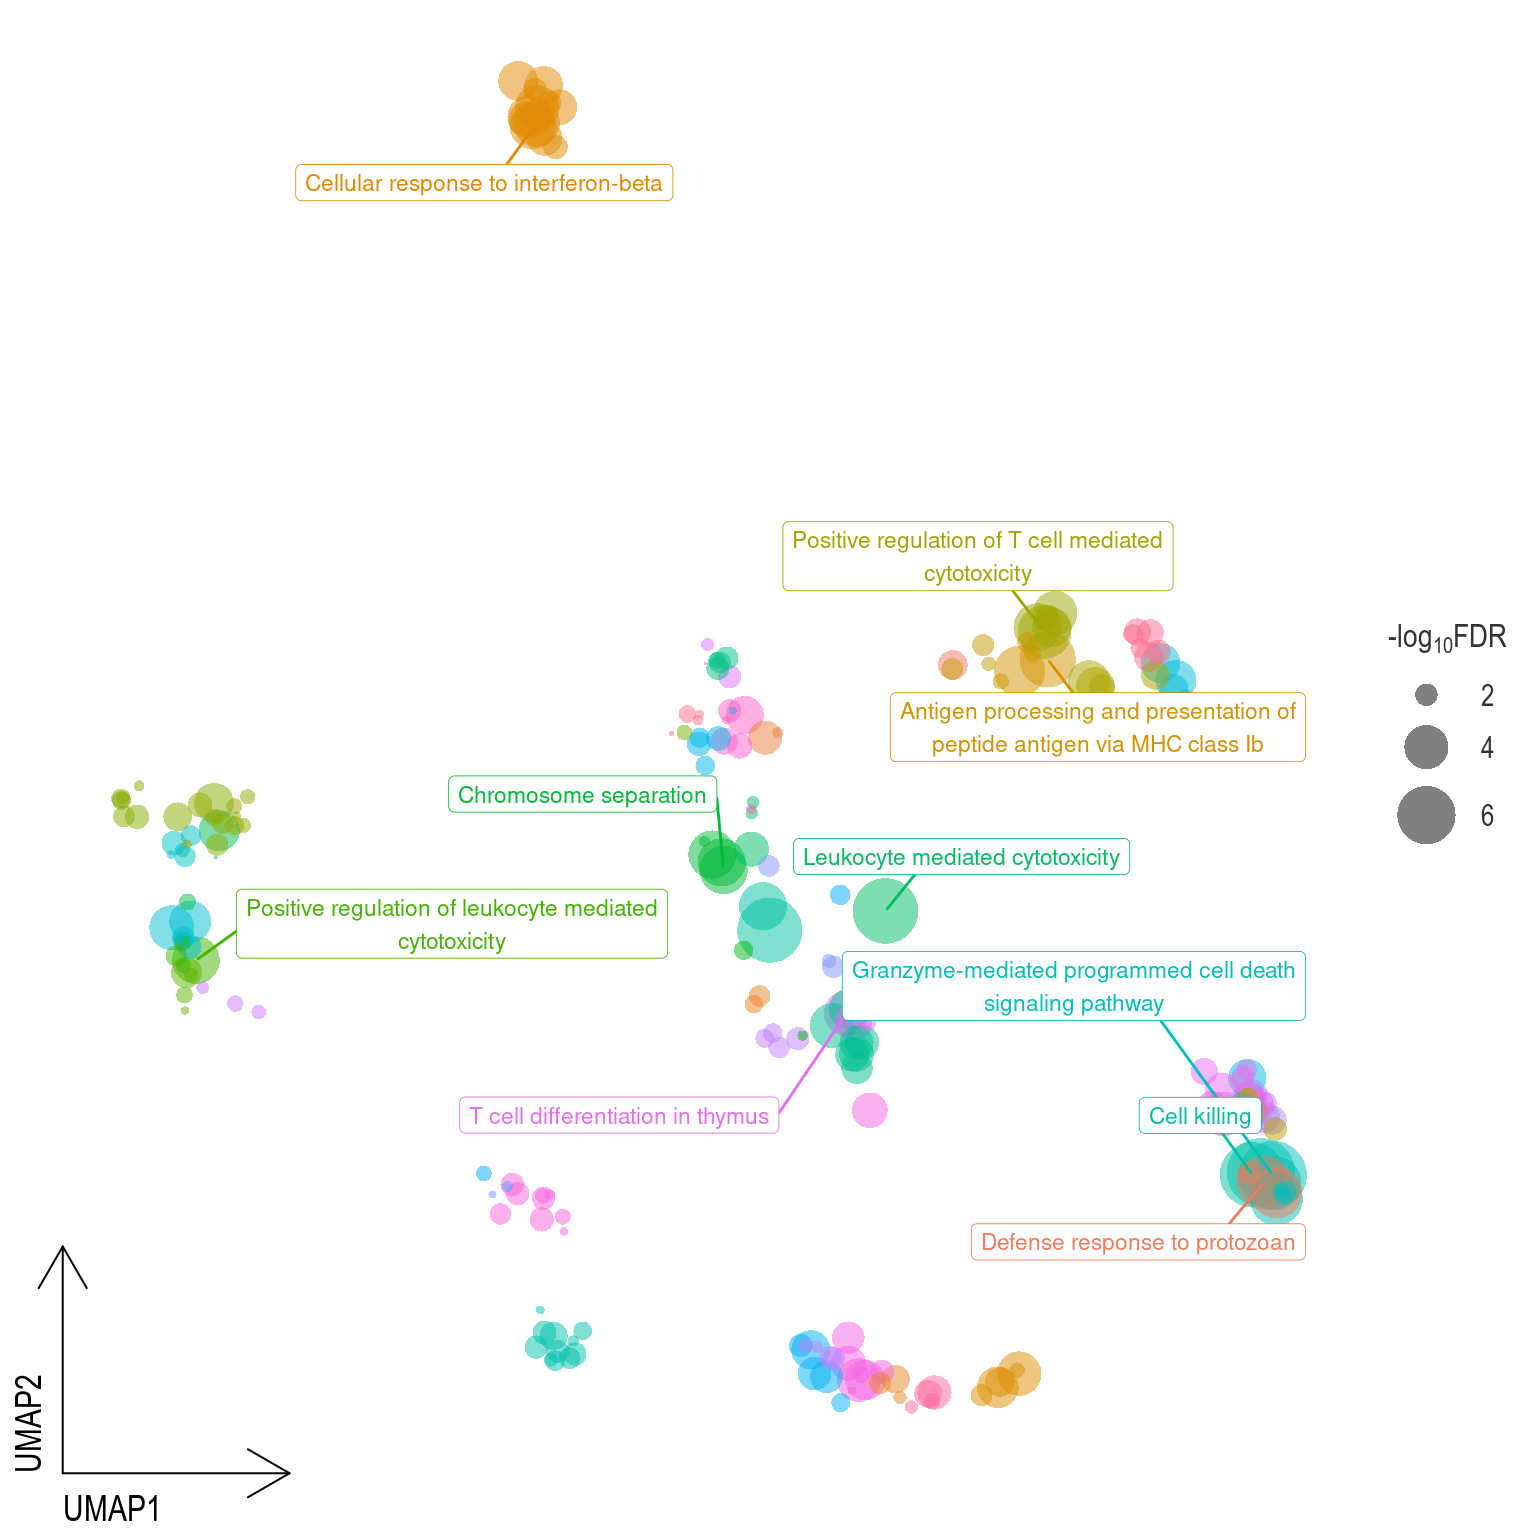 Cellular response to interferon-beta
Positive regulation of T cell mediated
cytotoxicity
-log₁₀FDR
2
4
6
Antigen processing and presentation of
peptide antigen via MHC class Ib
Chromosome separation
Leukocyte mediated cytotoxicity
Positive regulation of leukocyte mediated
cytotoxicity
Granzyme-mediated programmed cell death
signaling pathway
T cell differentiation in thymus
Cell killing
Defense response to protozoan
UMAP2
UMAP1